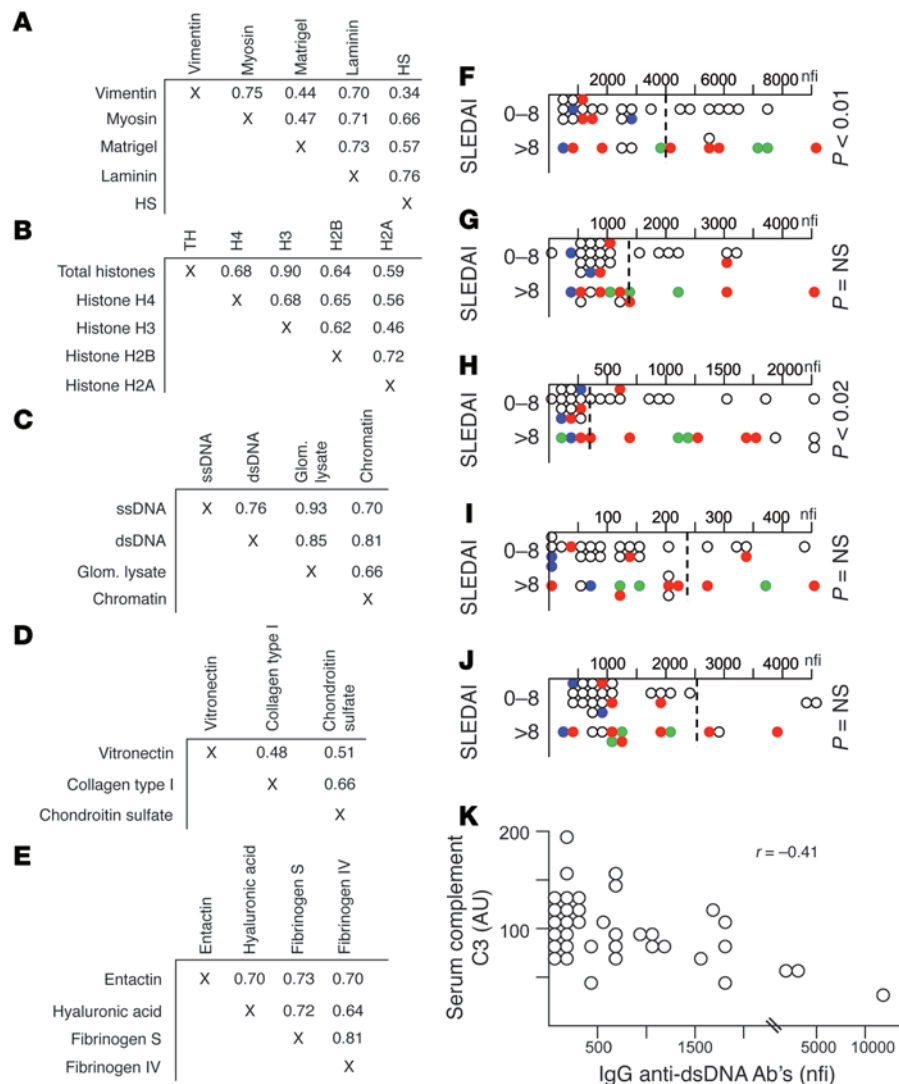 A
Vimentin Myosin Matrigel Laminin HS
Vimentin X 0.75 0.44 0.70 0.34
Myosin X 0.47 0.71 0.66
Matrigel X 0.73 0.57
Laminin X 0.76
HS X
B
TH H4 H3 H2B H2A
Total histones X 0.68 0.90 0.64 0.59
Histone H4 X 0.68 0.65 0.56
Histone H3 X 0.62 0.46
Histone H2B X 0.72
Histone H2A X
C
ssDNA dsDNA Glom. lysate Chromatin
ssDNA X 0.76 0.93 0.70
dsDNA X 0.85 0.81
Glom. lysate X 0.66
Chromatin X
D
Vitronectin Collagen type I Chondroitin sulfate
Vitronectin X 0.48 0.51
Collagen type I X 0.66
Chondroitin sulfate X
E
Entactin Hyaluronic acid Fibrinogen S Fibrinogen IV
Entactin X 0.70 0.73 0.70
Hyaluronic acid X 0.72 0.64
Fibrinogen S X 0.81
Fibrinogen IV X
F
2000 4000 6000 8000 nfi
SLEDAI
0–8
>8
P < 0.01
G
1000 2000 3000 4000 nfi
SLEDAI
0–8
>8
P = NS
H
500 1000 1500 2000 nfi
SLEDAI
0–8
>8
P < 0.02
I
100 200 300 400 nfi
SLEDAI
0–8
>8
P = NS
J
1000 2000 3000 4000 nfi
SLEDAI
0–8
>8
P = NS
K
r = –0.41
Serum complement
C3 (AU)
200
100
500 1500 5000 10000
IgG anti-dsDNA Ab's (nfi)